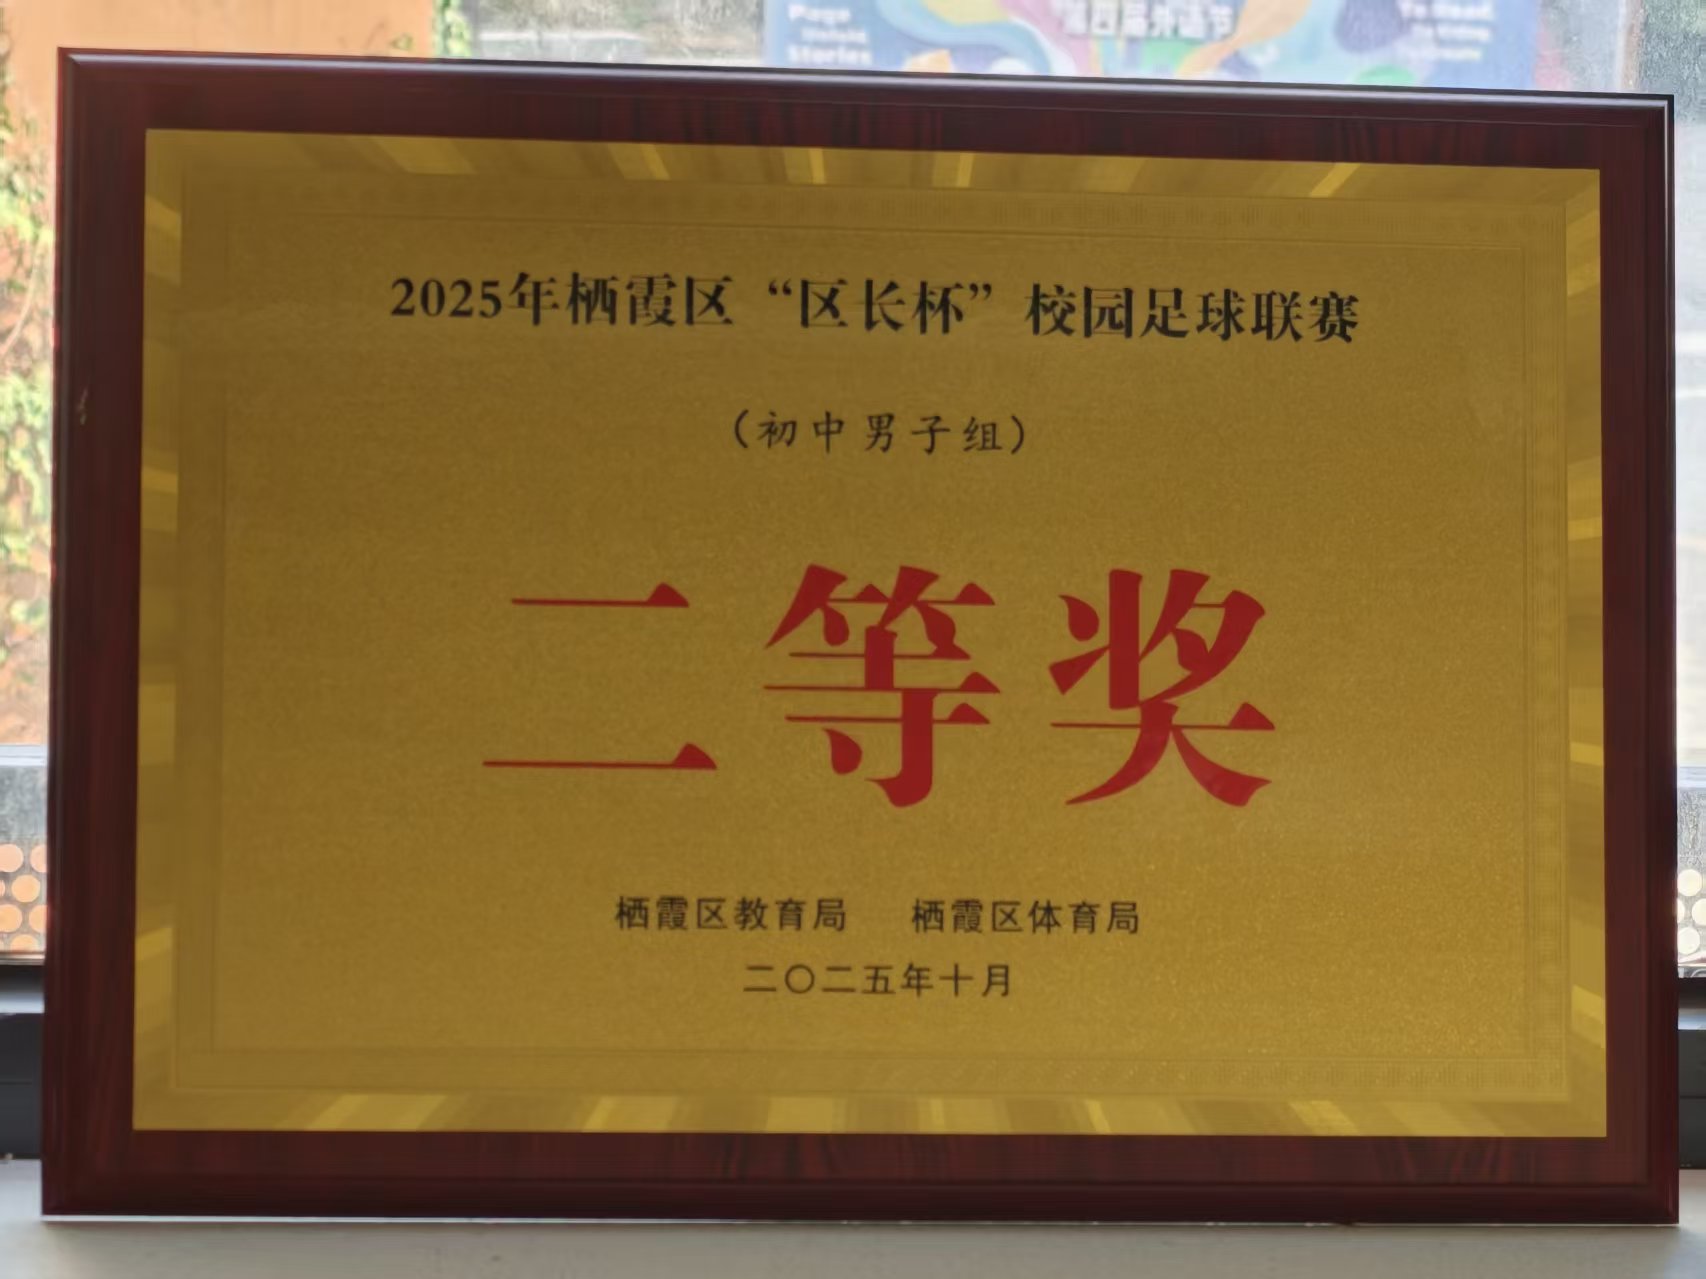 Page
Stories
2025年栖霞区“区长杯”校园足球联赛
（初中男子组）
二等奖
栖霞区教育局 栖霞区体育局
二〇二五年十月